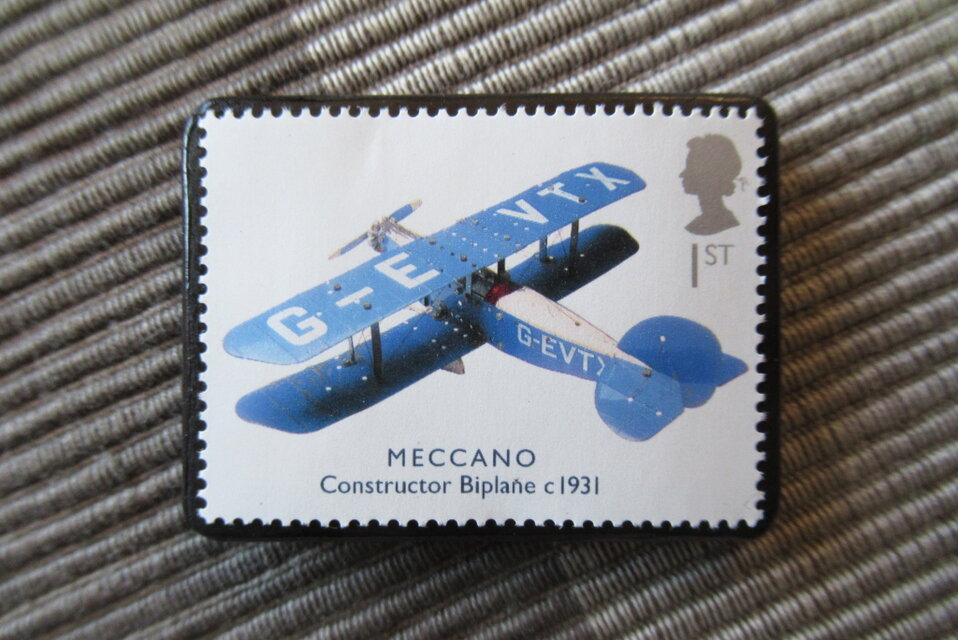 G-EVTX
1ST
G-EVTX
MECCANO
Constructor Biplane c1931